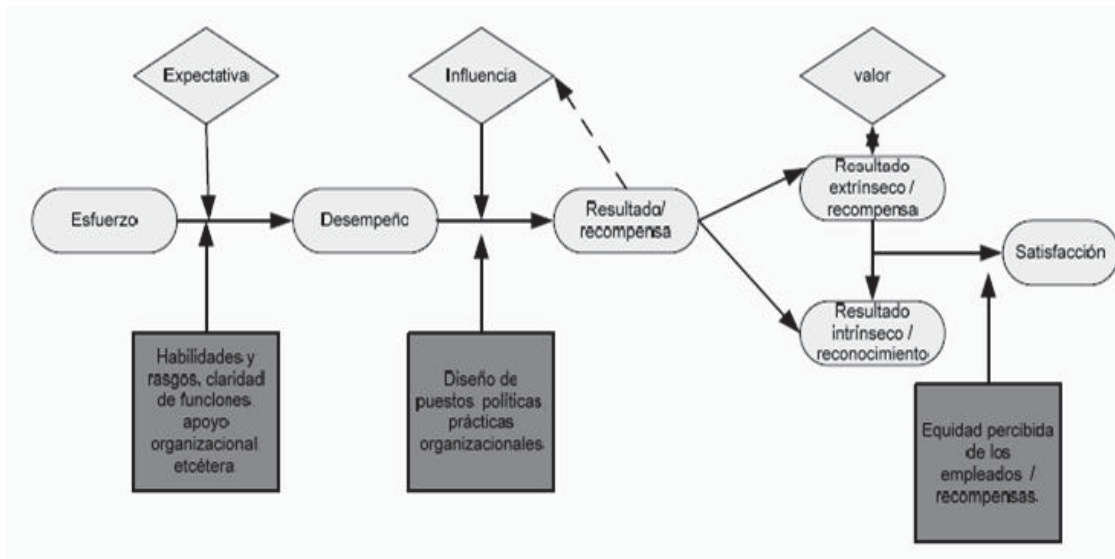 Expectativa
Influencia
valor
Esfuerzo
Desempeño
Resultado/
recompensa
Resultado
extrínseco /
recompensa
Satisfacción
Resultado
intrínseco /
reconocimiento
Habilidades y
rasgos, claridad
de funciones
apoyo
organizacional
etcétera
Diseño de
puestos políticas
prácticas
organizacionales
Equidad percibida
de los
empleados /
recompensas.